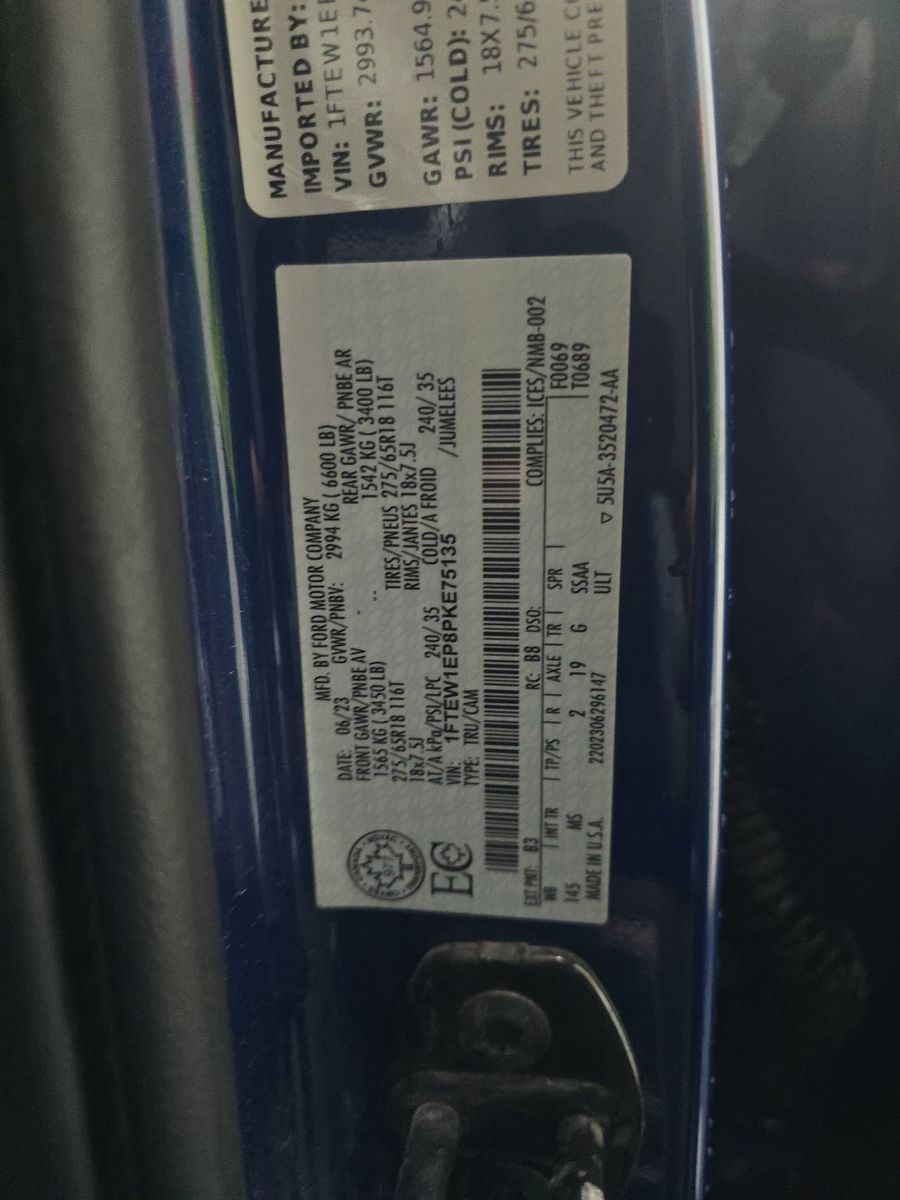 MANUFACTURE
IMPORTED BY:
VIN: 1FTEW1E
GVWR: 2993.7
GAWR: 1564.9
PSI (COLD): 2
RIMS: 18X7.5
TIRES: 275/6
THIS VEHICLE C
AND THEFT PRE
MFD. BY FORD MOTOR COMPANY
DATE: 06/23 GVWR/PNBV: 2994 KG ( 6600 LB)
FRONT GAWR/PNBE AV REAR GAWR/ PNBE AR
1565 KG ( 3450 LB) 1542 KG ( 3400 LB)
275/65R18 116T TIRES/PNEUS 275/65R18 116T
18x7.5J RIMS/JANTES 18x7.5J
AT/A kPa/PSI/LPC 240/ 35 COLD/A FROID 240/ 35
VIN: 1FTEW1EP8PKE75135 /JUMELEES
TYPE: TRU/CAM
EC
EXT PNT: B3 RC: B8 DSO: COMPLIES: ICES/NMB-002
WB | INT TR | TP/PS | R | AXLE | TR | SPR | F0069
145 MS 2 19 G SSAA T0689
MADE IN U.S.A. 2202306296147 ULT ▽ 5U5A-3520472-AA